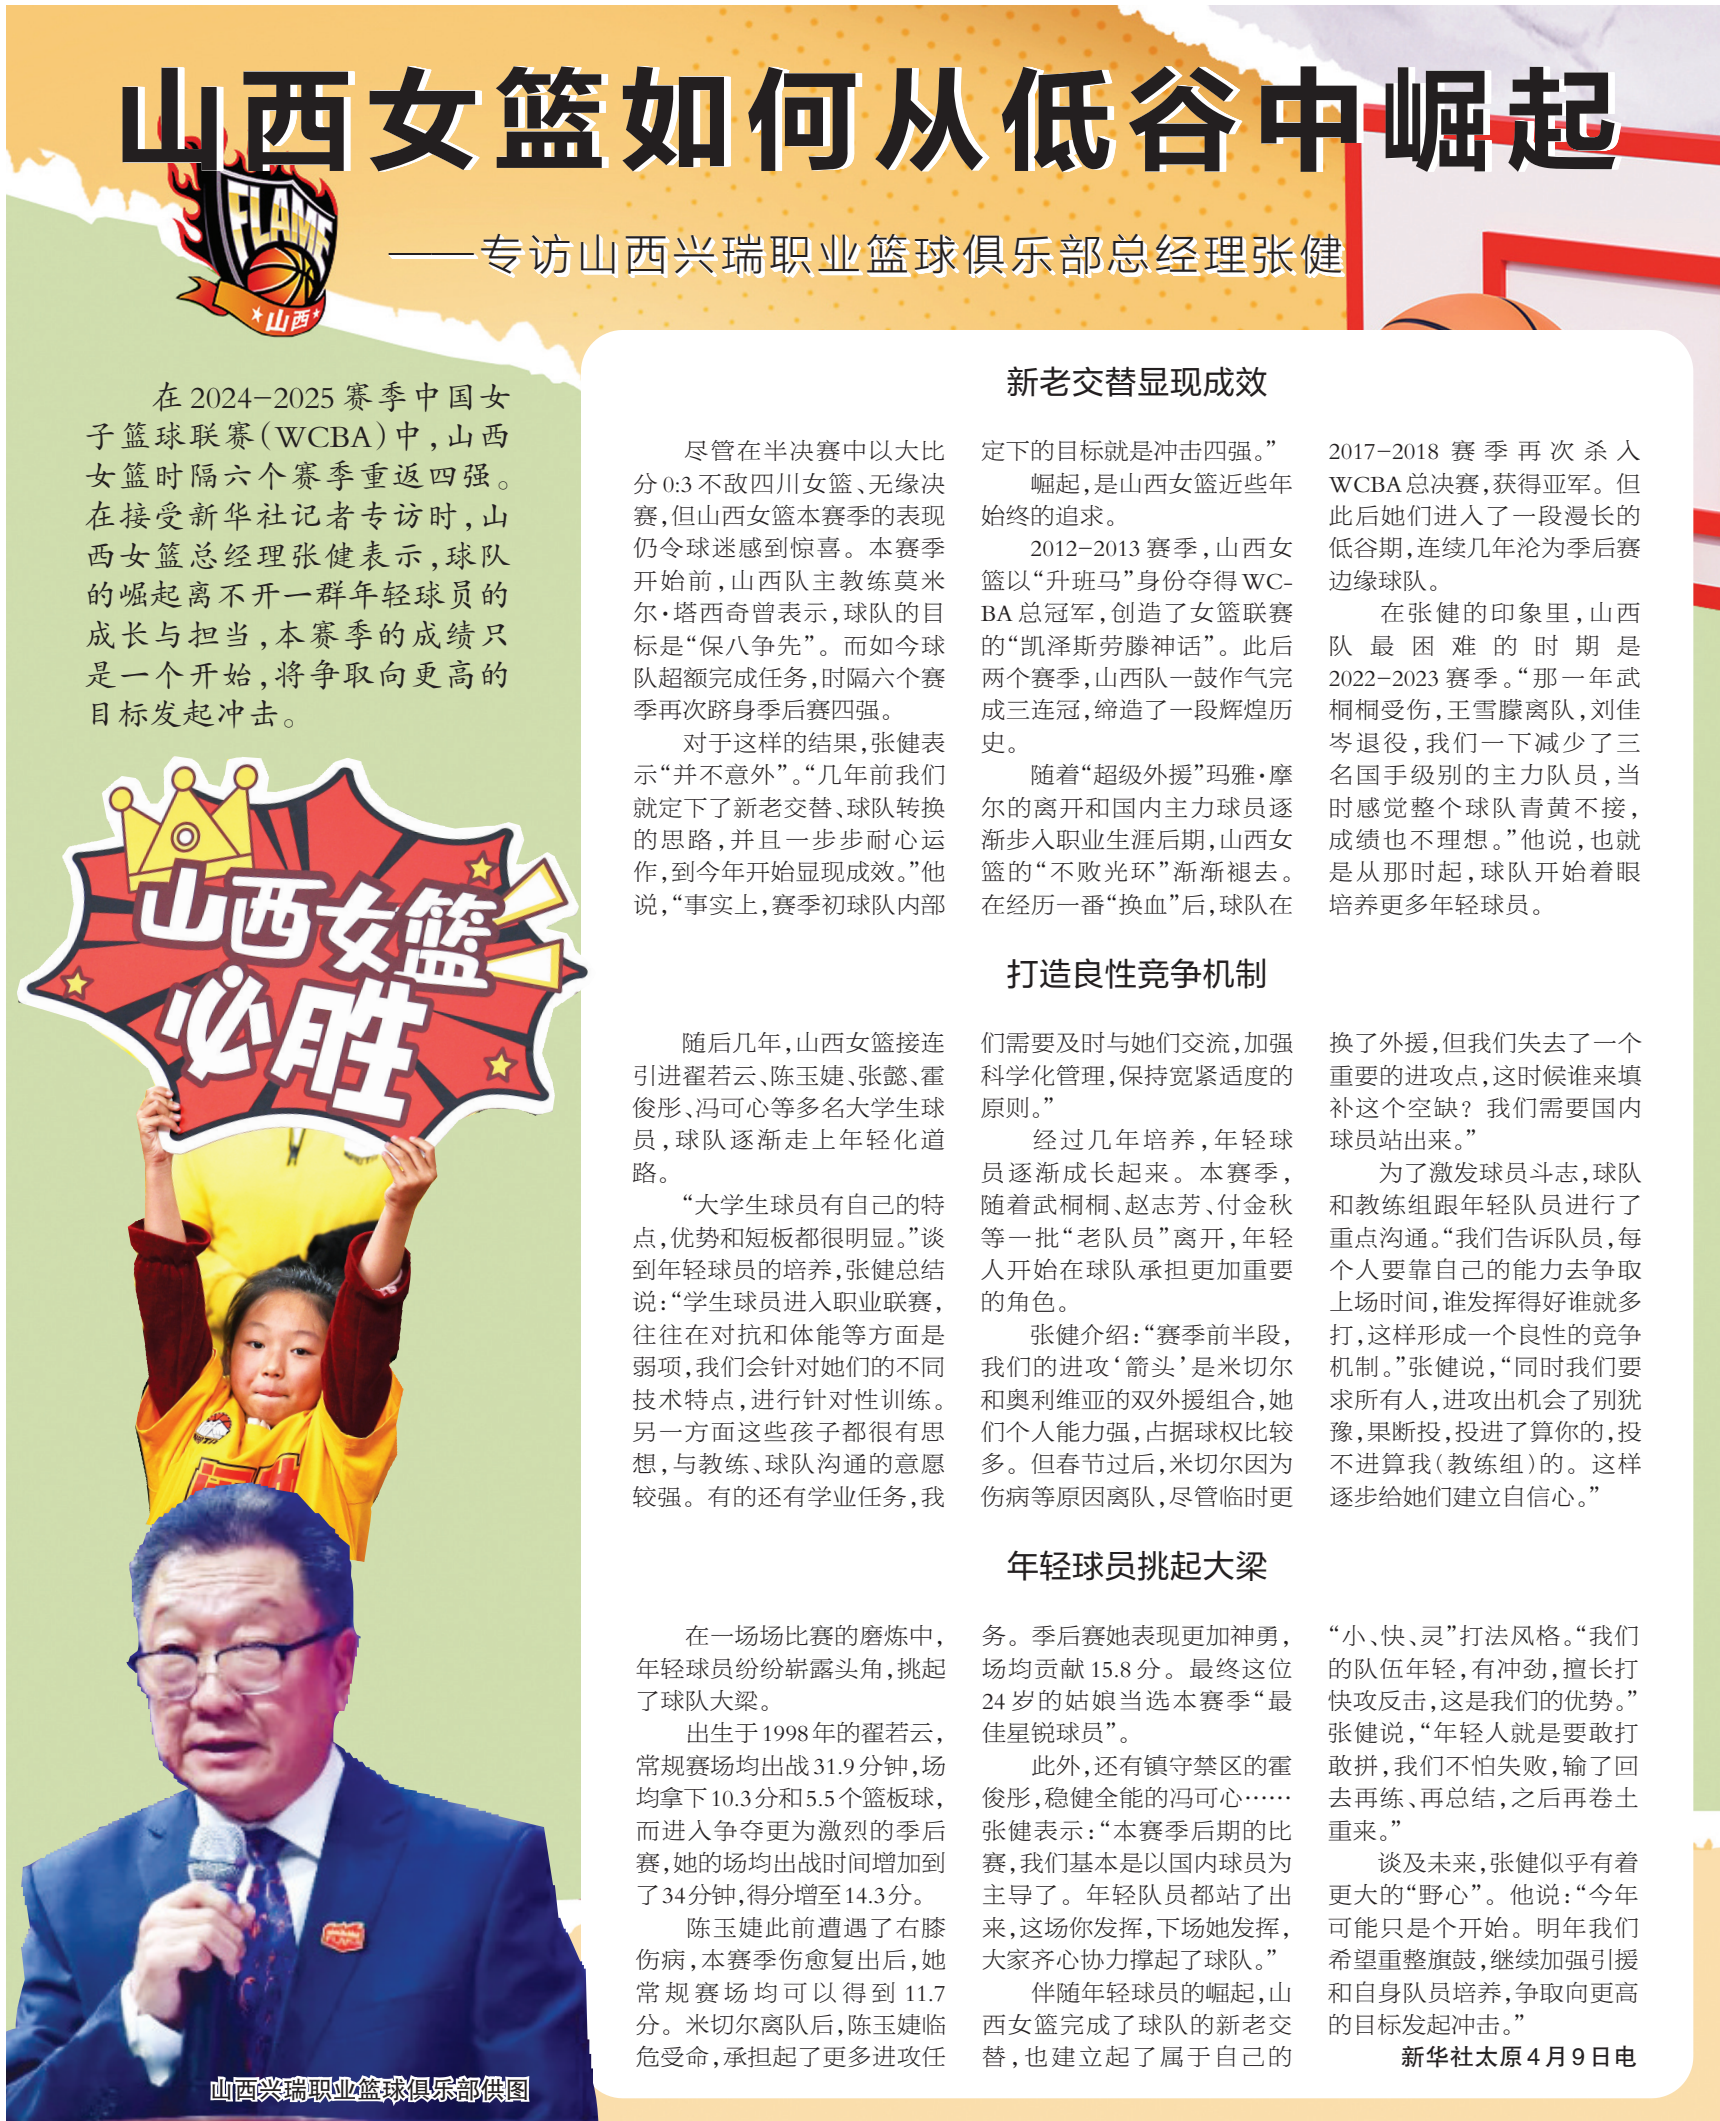 山西女篮如何从低谷中崛起
——专访山西兴瑞职业篮球俱乐部总经理张健
FLAME
山西
在2024-2025赛季中国女
子篮球联赛(WCBA)中,山西
女篮时隔六个赛季重返四强。
在接受新华社记者专访时,山
西女篮总经理张健表示,球队
的崛起离不开一群年轻球员的
成长与担当,本赛季的成绩只
是一个开始,将争取向更高的
目标发起冲击。
山西女篮
必胜
山西兴瑞职业篮球俱乐部供图
新老交替显现成效
尽管在半决赛中以大比
分0:3不敌四川女篮、无缘决
赛,但山西女篮本赛季的表现
仍令球迷感到惊喜。本赛季
开始前,山西队主教练莫米
尔·塔西奇曾表示,球队的目
标是“保八争先”。而如今球
队超额完成任务,时隔六个赛
季再次跻身季后赛四强。
对于这样的结果,张健表
示“并不意外”。“几年前我们
就定下了新老交替、球队转换
的思路,并且一步步耐心运
作,到今年开始显现成效。”他
说,“事实上,赛季初球队内部
定下的目标就是冲击四强。”
崛起,是山西女篮近些年
始终的追求。
2012-2013赛季,山西女
篮以“升班马”身份夺得WC-
BA总冠军,创造了女篮联赛
的“凯泽斯劳滕神话”。此后
两个赛季,山西队一鼓作气完
成三连冠,缔造了一段辉煌历
史。
随着“超级外援”玛雅·摩
尔的离开和国内主力球员逐
渐步入职业生涯后期,山西女
篮的“不败光环”渐渐褪去。
在经历一番“换血”后,球队在
2017-2018赛季再次杀入
WCBA总决赛,获得亚军。但
此后她们进入了一段漫长的
低谷期,连续几年沦为季后赛
边缘球队。
在张健的印象里,山西
队最困难的时期是
2022-2023赛季。“那一年武
桐桐受伤,王雪朦离队,刘佳
岑退役,我们一下减少了三
名国手级别的主力队员,当
时感觉整个球队青黄不接,
成绩也不理想。”他说,也就
是从那时起,球队开始着眼
培养更多年轻球员。
打造良性竞争机制
随后几年,山西女篮接连
引进翟若云、陈玉婕、张懿、霍
俊彤、冯可心等多名大学生球
员,球队逐渐走上年轻化道
路。
“大学生球员有自己的特
点,优势和短板都很明显。”谈
到年轻球员的培养,张健总结
说:“学生球员进入职业联赛,
往往在对抗和体能等方面是
弱项,我们会针对她们的不同
技术特点,进行针对性训练。
另一方面这些孩子都很有思
想,与教练、球队沟通的意愿
较强。有的还有学业任务,我
们需要及时与她们交流,加强
科学化管理,保持宽紧适度的
原则。”
经过几年培养,年轻球
员逐渐成长起来。本赛季,
随着武桐桐、赵志芳、付金秋
等一批“老队员”离开,年轻
人开始在球队承担更加重要
的角色。
张健介绍:“赛季前半段,
我们的进攻‘箭头’是米切尔
和奥利维亚的双外援组合,她
们个人能力强,占据球权比较
多。但春节过后,米切尔因为
伤病等原因离队,尽管临时更
换了外援,但我们失去了一个
重要的进攻点,这时候谁来填
补这个空缺?我们需要国内
球员站出来。”
为了激发球员斗志,球队
和教练组跟年轻队员进行了
重点沟通。“我们告诉队员,每
个人要靠自己的能力去争取
上场时间,谁发挥得好谁就多
打,这样形成一个良性的竞争
机制。”张健说,“同时我们要
求所有人,进攻出机会了别犹
豫,果断投,投进了算你的,投
不进算我(教练组)的。这样
逐步给她们建立自信心。”
年轻球员挑起大梁
在一场场比赛的磨炼中,
年轻球员纷纷崭露头角,挑起
了球队大梁。
出生于1998年的翟若云,
常规赛场均出战31.9分钟,场
均拿下10.3分和5.5个篮板球,
而进入争夺更为激烈的季后
赛,她的场均出战时间增加到
了34分钟,得分增至14.3分。
陈玉婕此前遭遇了右膝
伤病,本赛季伤愈复出后,她
常规赛场均可以得到11.7
分。米切尔离队后,陈玉婕临
危受命,承担起了更多进攻任
务。季后赛她表现更加神勇,
场均贡献15.8分。最终这位
24岁的姑娘当选本赛季“最
佳星锐球员”。
此外,还有镇守禁区的霍
俊彤,稳健全能的冯可心……
张健表示:“本赛季后期的比
赛,我们基本是以国内球员为
主导了。年轻队员都站了出
来,这场你发挥,下场她发挥,
大家齐心协力撑起了球队。”
伴随年轻球员的崛起,山
西女篮完成了球队的新老交
替,也建立起了属于自己的
“小、快、灵”打法风格。“我们
的队伍年轻,有冲劲,擅长打
快攻反击,这是我们的优势。”
张健说,“年轻人就是要敢打
敢拼,我们不怕失败,输了回
去再练、再总结,之后再卷土
重来。”
谈及未来,张健似乎有着
更大的“野心”。他说:“今年
可能只是个开始。明年我们
希望重整旗鼓,继续加强引援
和自身队员培养,争取向更高
的目标发起冲击。”
新华社太原4月9日电